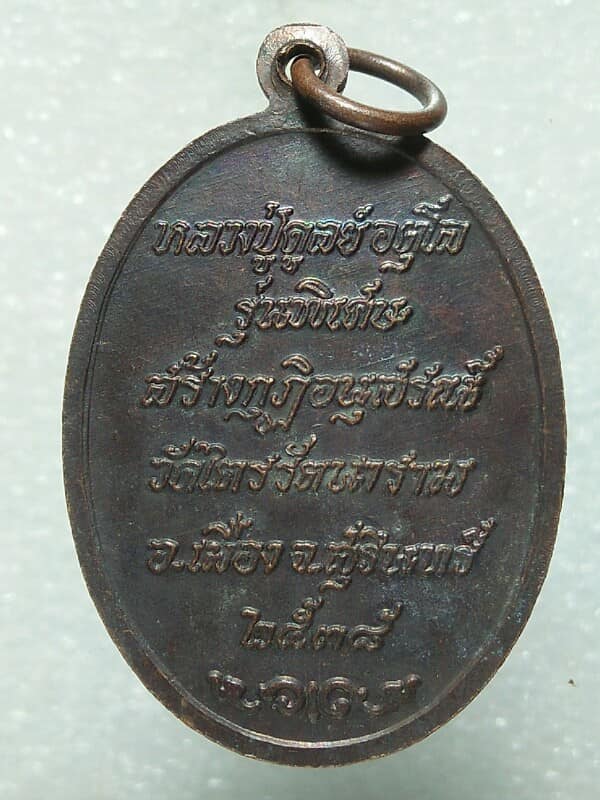 หลวงปู่ดูลย์ อตุโล
รุ่นพิเศษ
สร้างกุฏิอนุสรณ์
วัดไตรรัตนาราม
อ.เมือง จ.สุรินทร์
๒๕๓๘